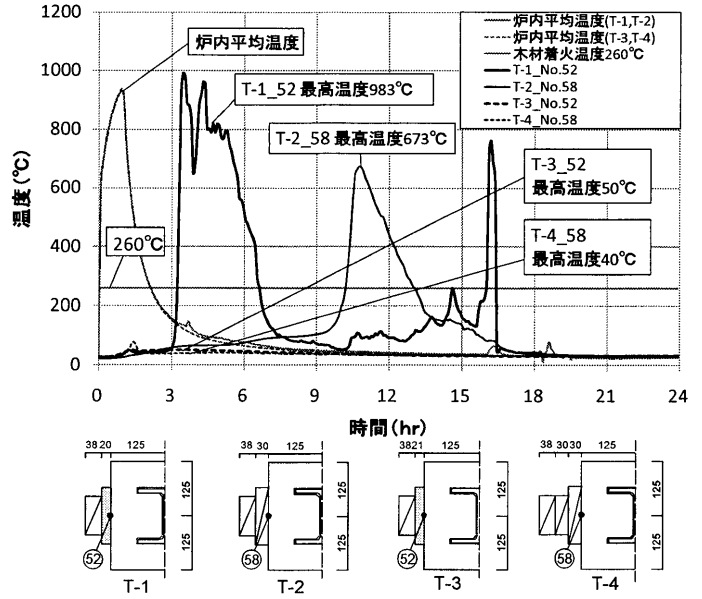 1200
1000
800
600
400
200
0
温度(℃)
炉内平均温度
炉内平均温度(T-1,T-2)
炉内平均温度(T-3,T-4)
木材着火温度260℃
T-1_No.52
T-2_No.58
T-3_No.52
T-4_No.58
T-1_52 最高温度983℃
T-2_58 最高温度673℃
T-3_52
最高温度50℃
T-4_58
最高温度40℃
260℃
0 3 6 9 12 15 18 21 24
時間(hr)
38 20 125
125
125
52
T-1
38 30 125
125
125
58
T-2
38 21 125
125
125
52
T-3
38 30 30 125
125
125
58
T-4